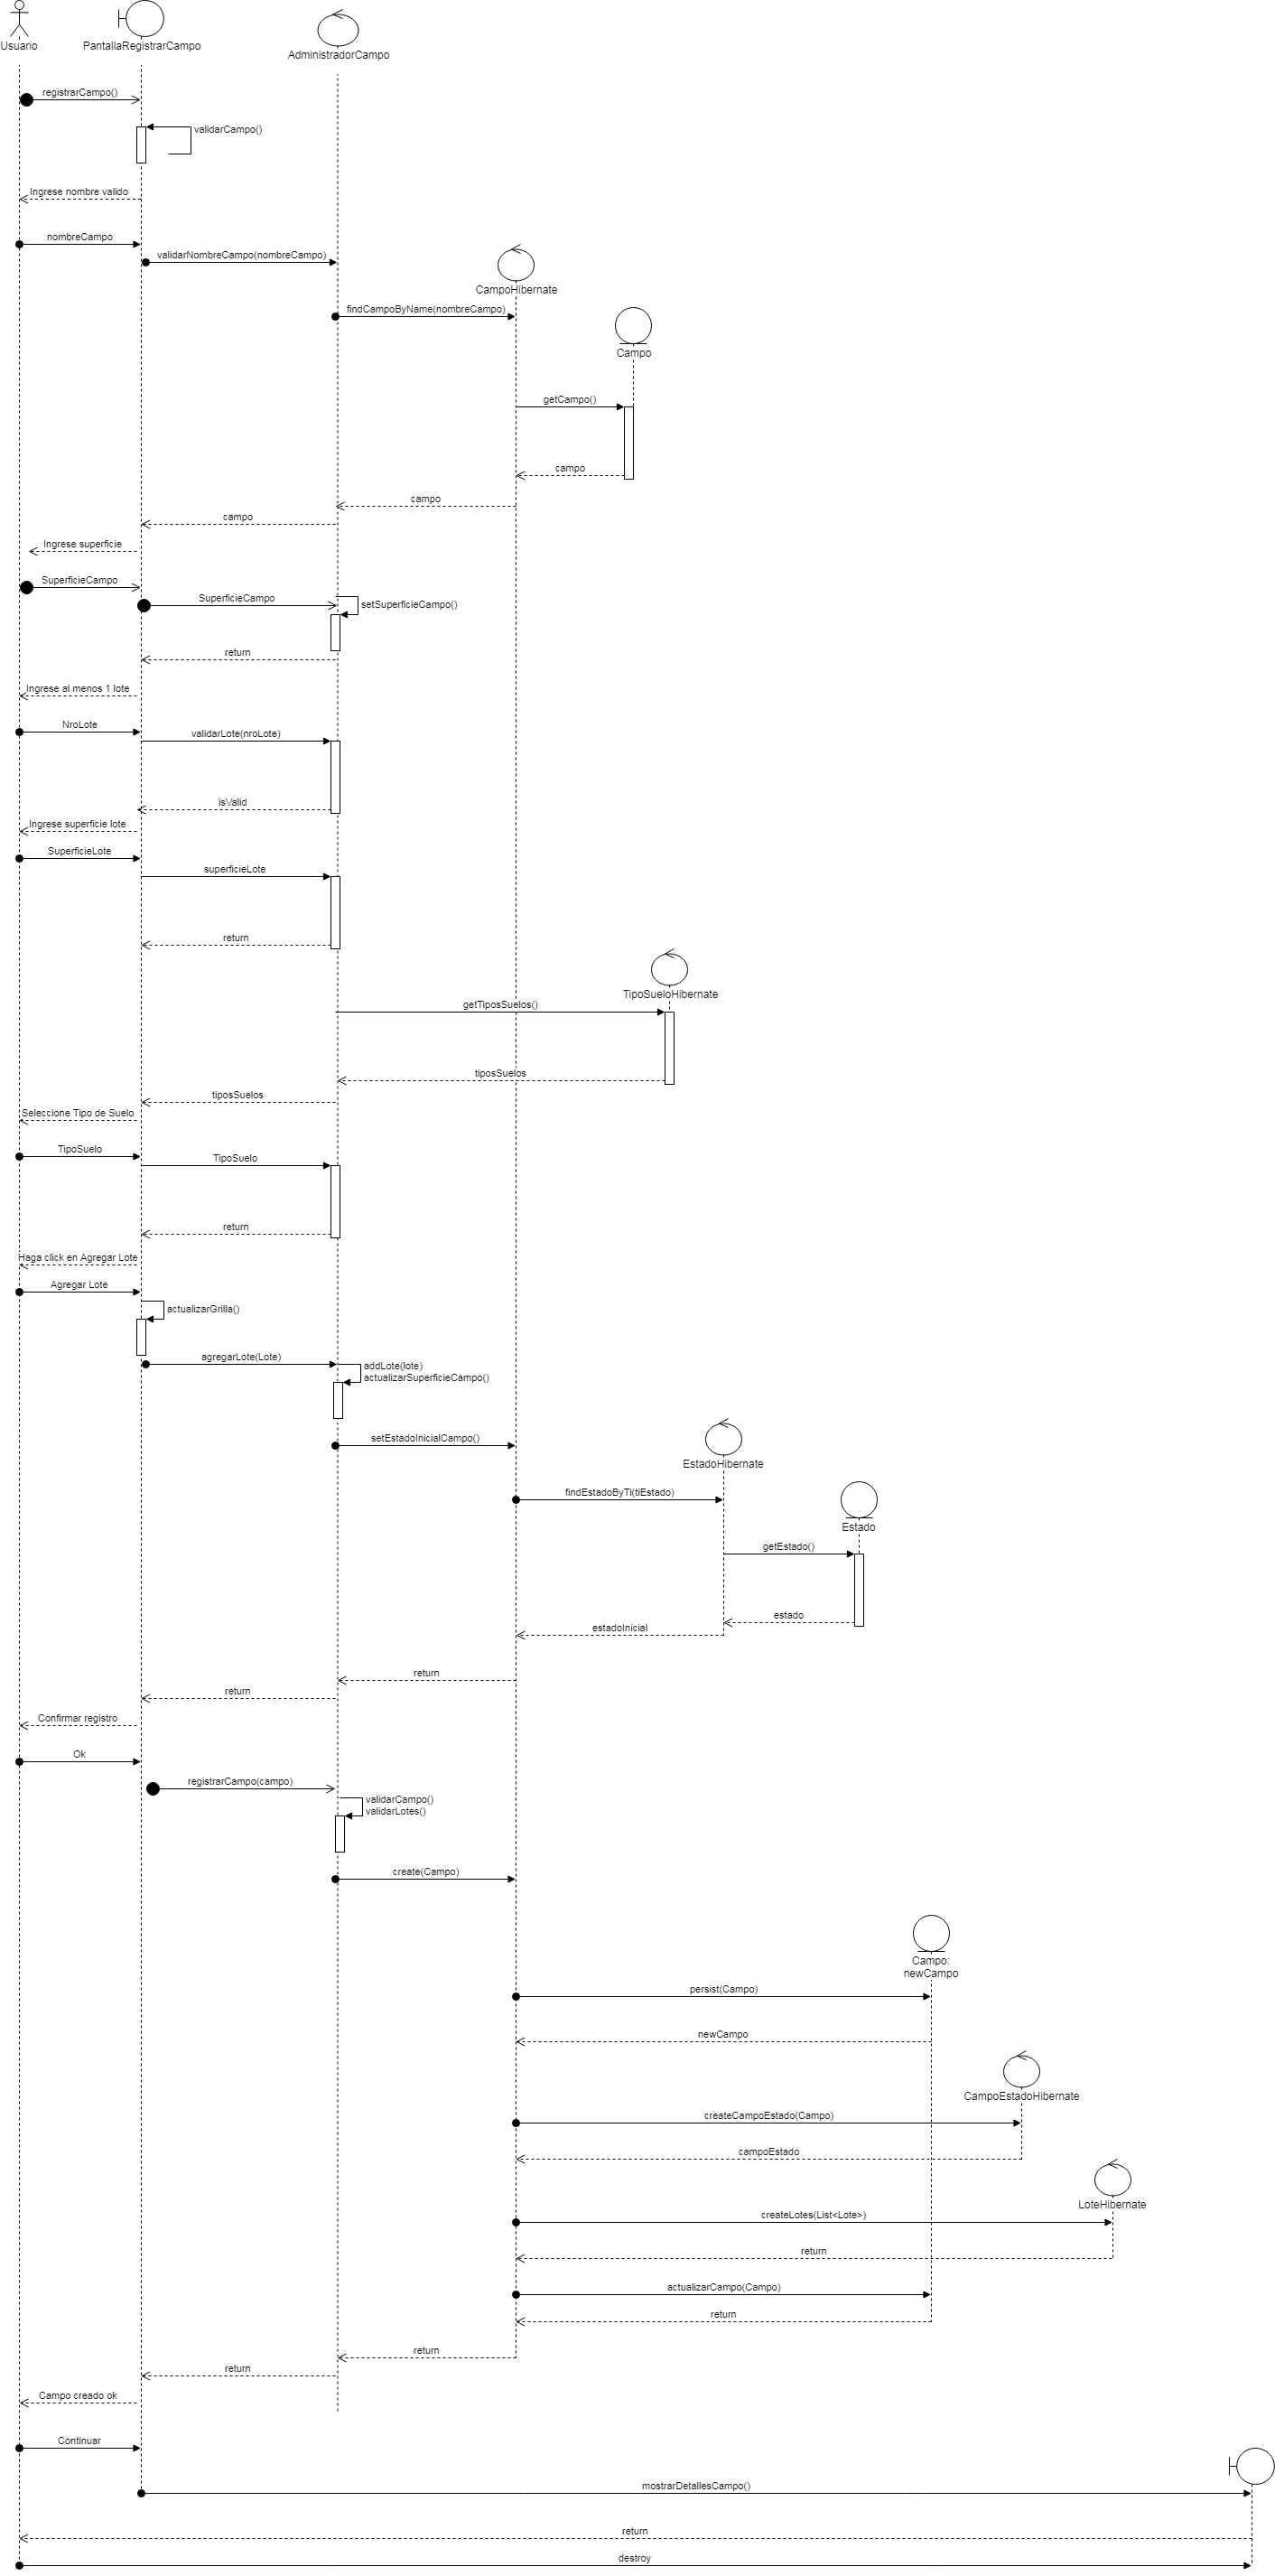 Usuario
PantallaRegistrarCampo
AdministradorCampo
registrarCampo()
validarCampo()
Ingrese nombre valido
nombreCampo
validarNombreCampo(nombreCampo)
CampoHibernate
findCampoByName(nombreCampo)
Campo
getCampo()
campo
campo
campo
Ingrese superficie
SuperficieCampo
SuperficieCampo
setSuperficieCampo()
return
Ingrese al menos 1 lote
NroLote
validarLote(nroLote)
isValid
Ingrese superficie lote
SuperficieLote
superficieLote
return
TipoSueloHibernate
getTiposSuelos()
tiposSuelos
tiposSuelos
Seleccione Tipo de Suelo
TipoSuelo
TipoSuelo
return
Haga click en Agregar Lote
Agregar Lote
actualizarGrilla()
agregarLote(Lote)
addLote(lote)
actualizarSuperficieCampo()
setEstadoInicialCampo()
EstadoHibernate
findEstadoByTi(tiEstado)
Estado
getEstado()
estado
estadoInicial
return
return
Confirmar registro
Ok
registrarCampo(campo)
validarCampo()
validarLotes()
create(Campo)
Campo:
newCampo
persist(Campo)
newCampo
CampoEstadoHibernate
createCampoEstado(Campo)
campoEstado
LoteHibernate
createLotes(List<Lote>)
return
actualizarCampo(Campo)
return
return
return
Campo creado ok
Continuar
mostrarDetallesCampo()
return
destroy